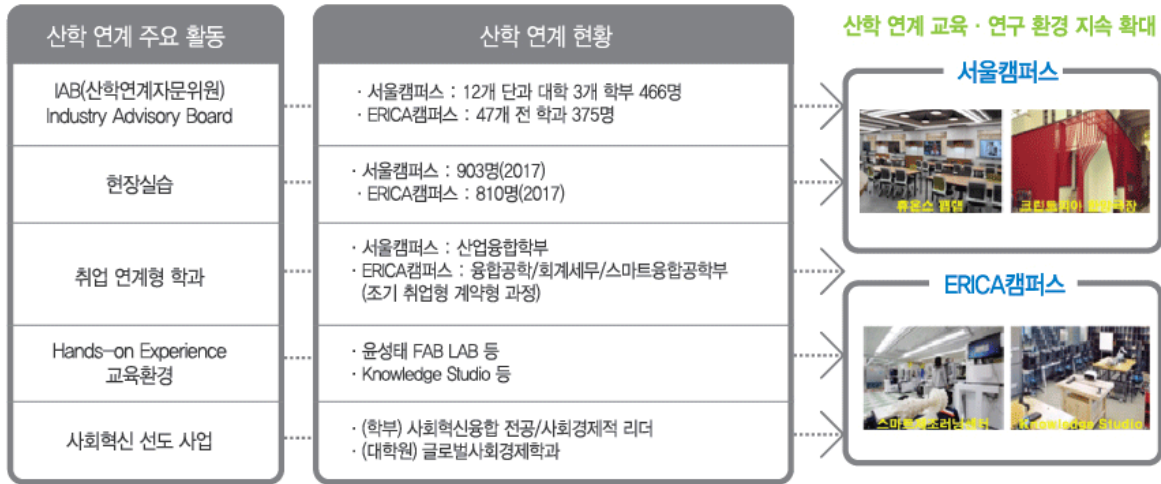 산학 연계 주요 활동
산학 연계 현황
산학 연계 교육 · 연구 환경 지속 확대
IAB(산학연계자문위원)
Industry Advisory Board
· 서울캠퍼스 : 12개 단과 대학 3개 학부 466명
· ERICA캠퍼스 : 47개 전 학과 375명
현장실습
· 서울캠퍼스 : 903명(2017)
· ERICA캠퍼스 : 810명(2017)
취업 연계형 학과
· 서울캠퍼스 : 산업융합학부
· ERICA캠퍼스 : 융합공학/회계세무/스마트융합공학부
(조기 취업형 계약형 과정)
Hands-on Experience
교육환경
· 윤성태 FAB LAB 등
· Knowledge Studio 등
사회혁신 선도 사업
· (학부) 사회혁신융합 전공/사회경제적 리더
· (대학원) 글로벌사회경제학과
서울캠퍼스
휴온스 팹랩
ERICA캠퍼스
Knowledge Studio